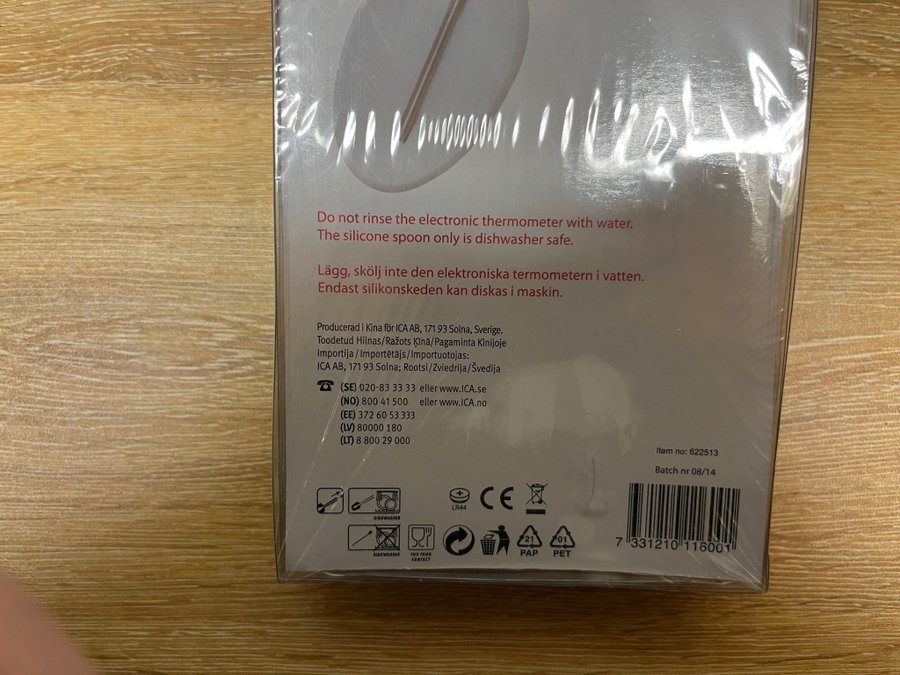 Do not rinse the electronic thermometer with water.
The silicone spoon only is dishwasher safe.
Lägg, skölj inte den elektroniska termometern i vatten.
Endast silikonskeden kan diskas i maskin.
Producerad i Kina för ICA AB, 171 93 Solna, Sverige.
Toodetud Hiinas/Ražots Ķīnā/Pagaminta Kinijoje
Importija/Importētājs/Importuotojas:
ICA AB, 171 93 Solna; Rootsi/Zviedrija/Švedija
(SE) 020-83 33 33 eller www.ICA.se
(NO) 800 41 500 eller www.ICA.no
(EE) 372 60 53 333
(LV) 80000 180
(LT) 8 800 29 000
Item no: 622513
Batch nr 08/14
DISHWASHER
LR44
CE
DISHWASHER
FOR FOOD
CONTACT
21
PAP
01
PET
7 331210 116001